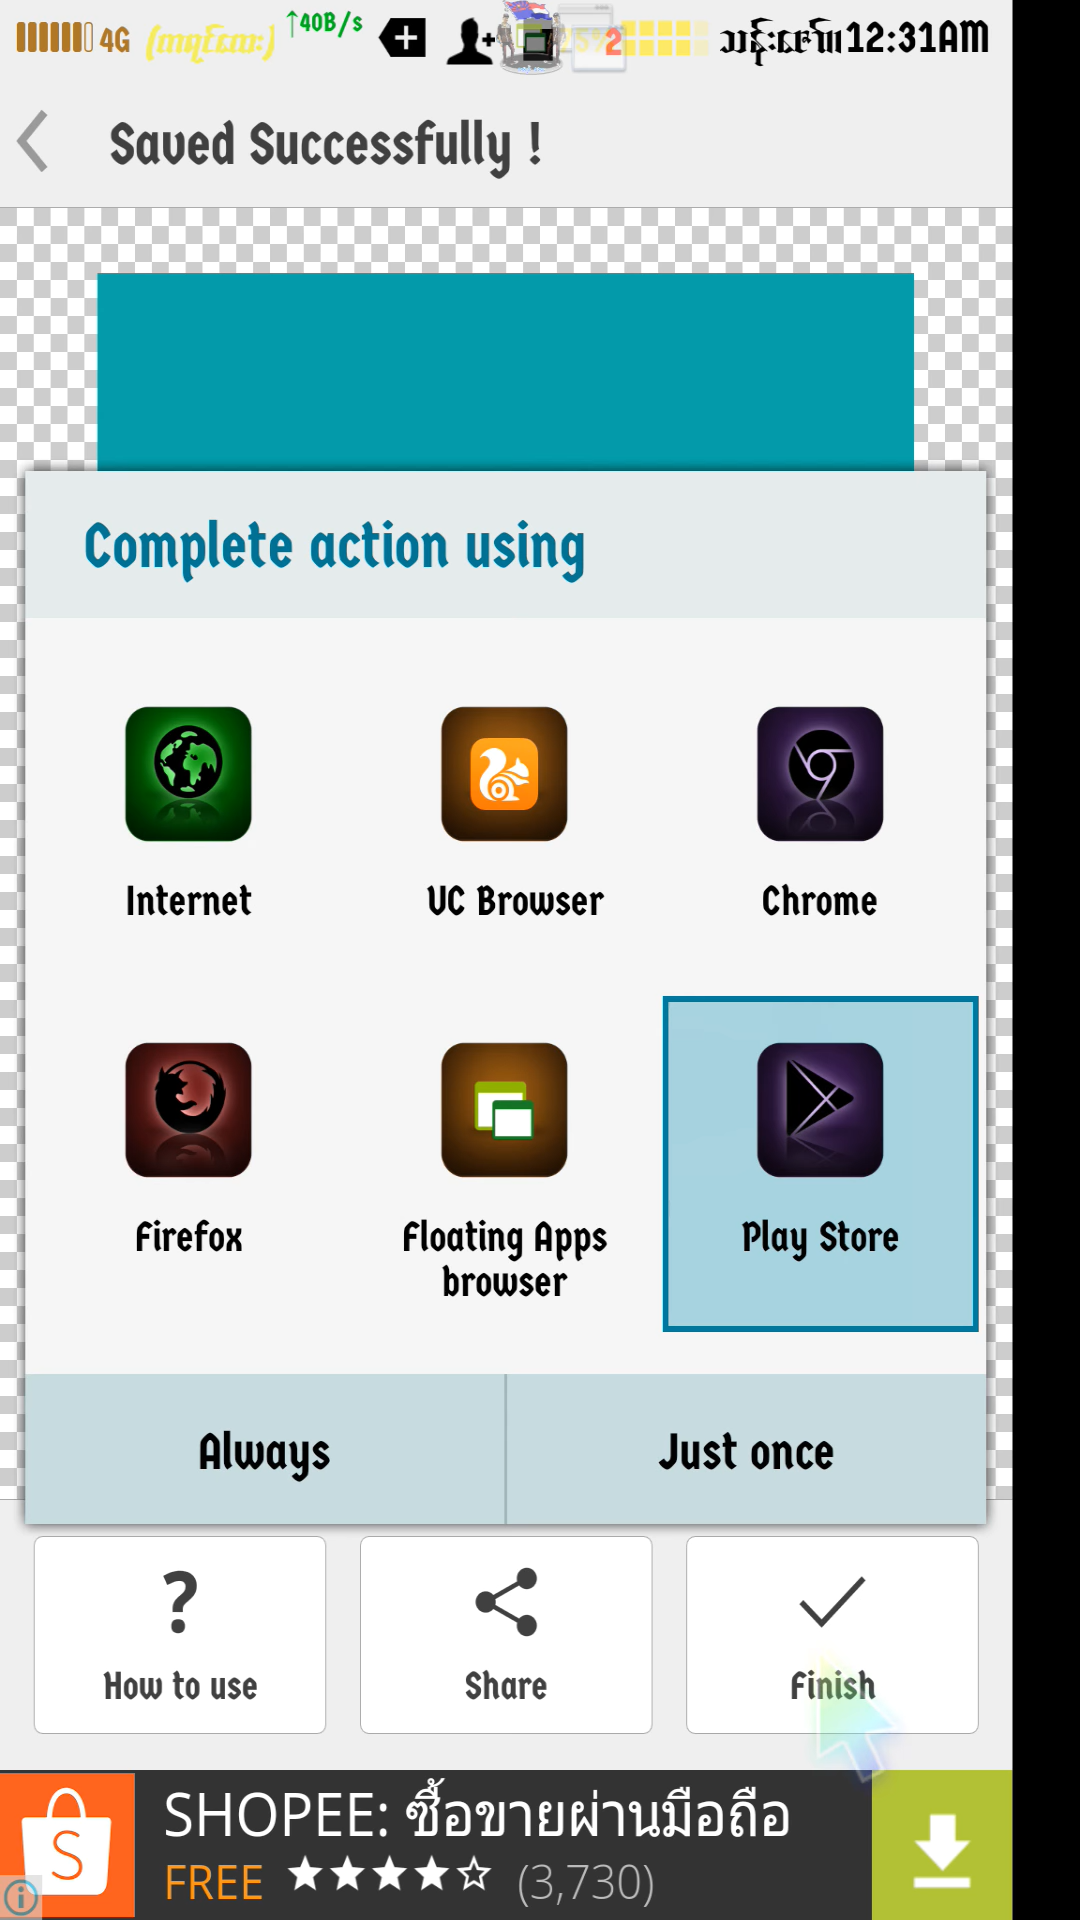 4G
40B/s
2
12:31AM
Saved Successfully !
Complete action using
Internet
UC Browser
Chrome
Firefox
Floating Apps
browser
Play Store
Always
Just once
?
How to use
Share
Finish
SHOPEE: ซื้อขายผ่านมือถือ
FREE
(3,730)